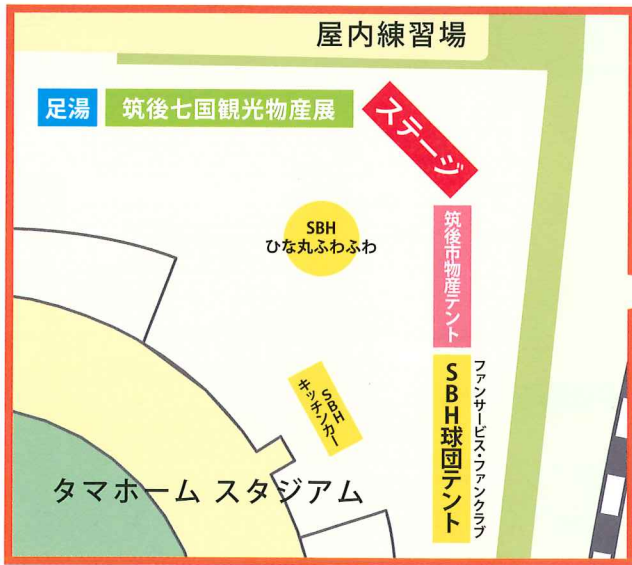 屋内練習場
足湯
筑後七国観光物産展
ステージ
SBH
ひな丸ふわふわ
筑後市物産テント
SBH
キッチンカー
SBH球団テント
ファンサービス・ファンクラブ
タマホーム スタジアム